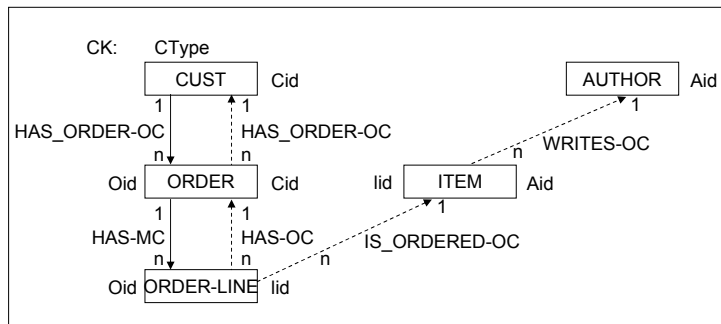 CK: CType
CUST Cid
AUTHOR Aid
1 1 1
HAS_ORDER-OC HAS_ORDER-OC
WRITES-OC
n n n
Oid ORDER Cid Iid ITEM Aid
1 1 1
HAS-MC HAS-OC IS_ORDERED-OC
n n n
Oid ORDER-LINE Iid